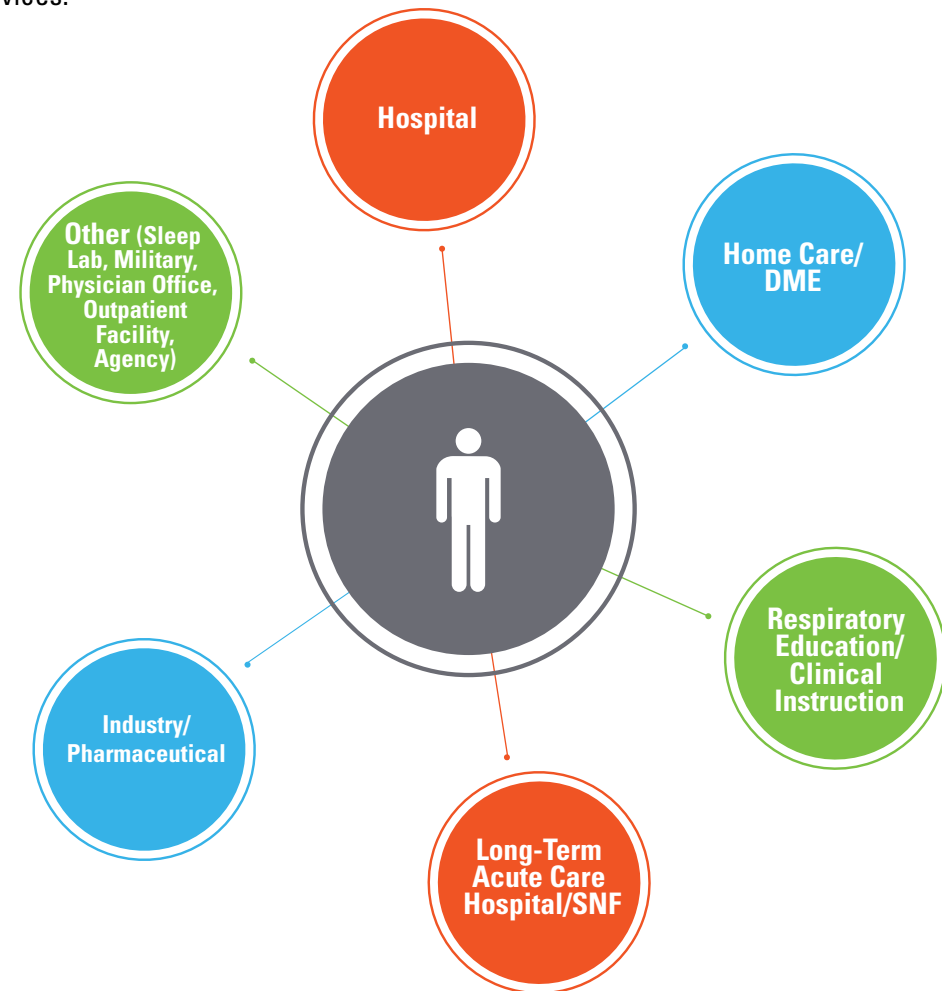 Hospital
Home Care/
DME
Other (Sleep
Lab, Military,
Physician Office,
Outpatient
Facility,
Agency)
Respiratory
Education/
Clinical
Instruction
Industry/
Pharmaceutical
Long-Term
Acute Care
Hospital/SNF